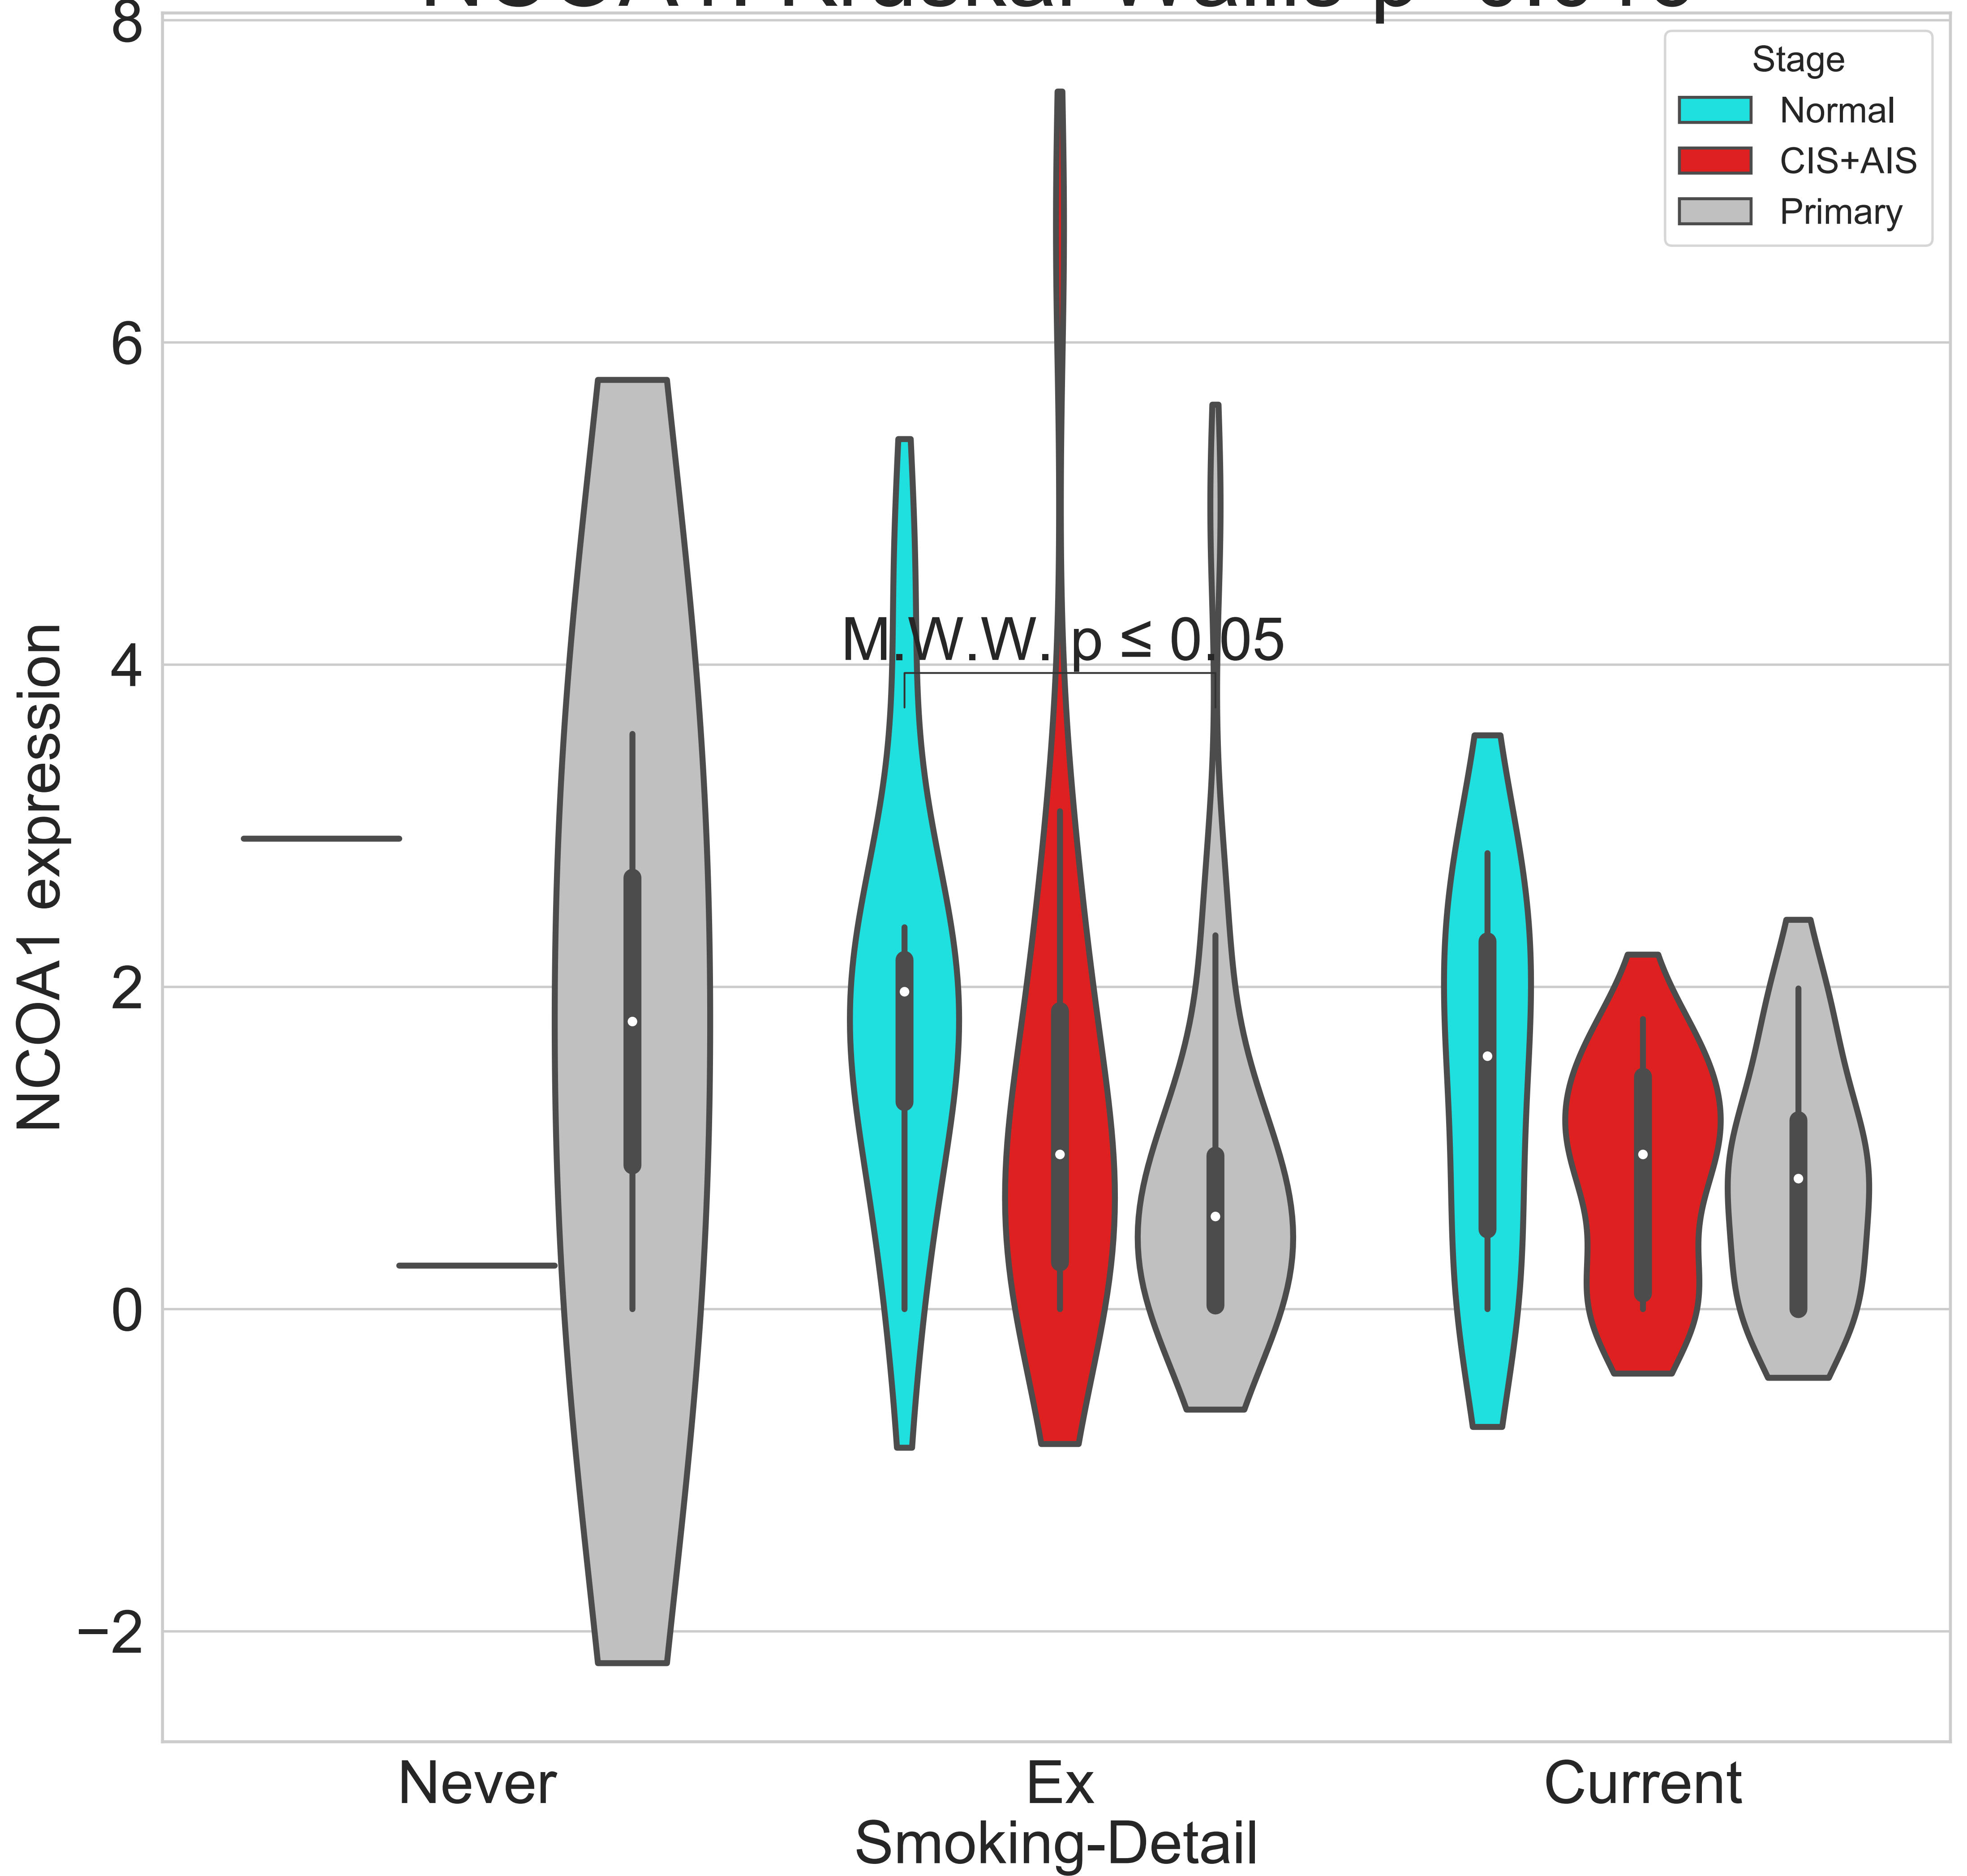 8
6
4
2
0
−2
NCOA1 expression
Stage
Normal
CIS+AIS
Primary
M.W.W. p ≤ 0.05
Never
Ex
Current
Smoking-Detail